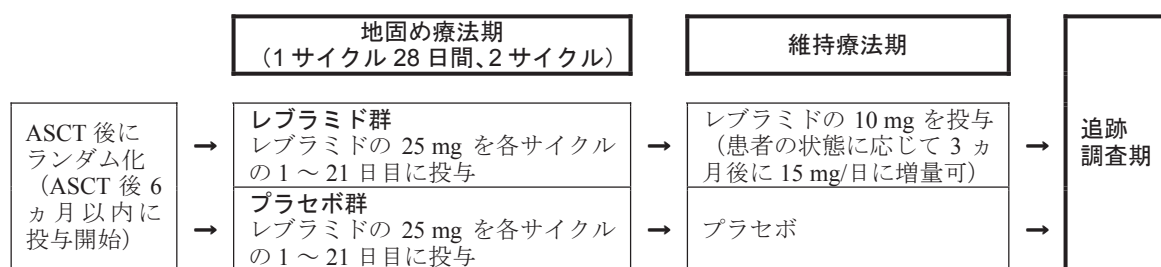 地固め療法期
（1 サイクル 28 日間、2 サイクル）
維持療法期
ASCT 後に
ランダム化
（ASCT 後 6
ヵ月以内に
投与開始）
→
レブラミド群
レブラミドの 25 mg を各サイクル
の 1 ～ 21 日目に投与
→
レブラミドの 10 mg を投与
（患者の状態に応じて 3 ヵ
月後に 15 mg/日に増量可）
→
→
プラセボ群
レブラミドの 25 mg を各サイクル
の 1 ～ 21 日目に投与
→
プラセボ
→
追跡
調査期